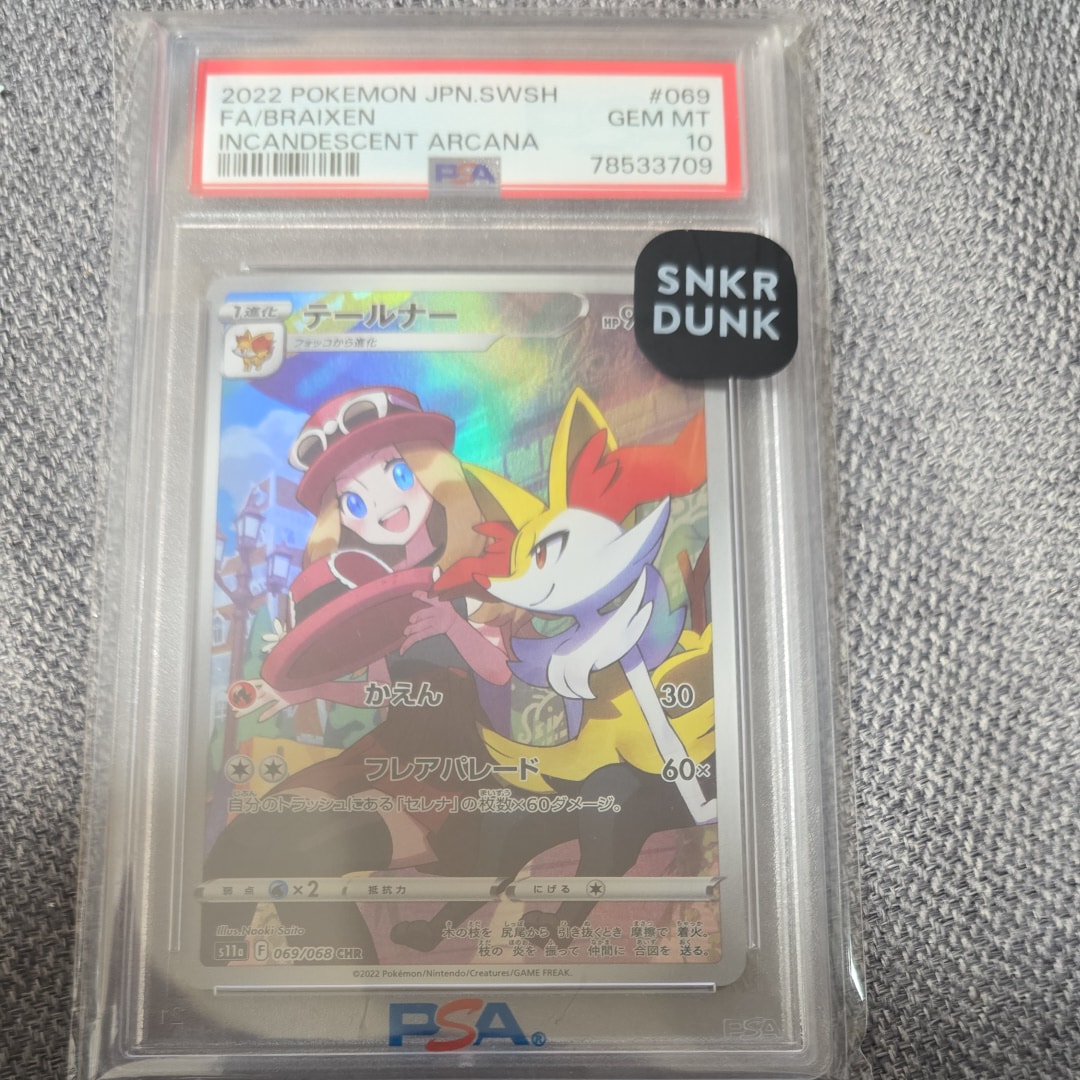 2022 POKEMON JPN.SWSH #069
FA/BRAIXEN GEM MT
INCANDESCENT ARCANA 10
PSA 78533709
SNKR
DUNK
1進化 テールナー HP 9
フォッコから進化
かえん 30
フレアパレード 60×
自分のトラッシュにある「セレナ」の枚数×60ダメージ。
弱点 ×2 抵抗力 にげる
Illus. Naoki Saito
s11a F 069/068 CHR
木の枝を 尻尾から 引き抜くとき 摩擦で 着火。
枝の 炎を 振って 仲間に 合図を 送る。
©2022 Pokémon/Nintendo/Creatures/GAME FREAK.
PSA®
PSA